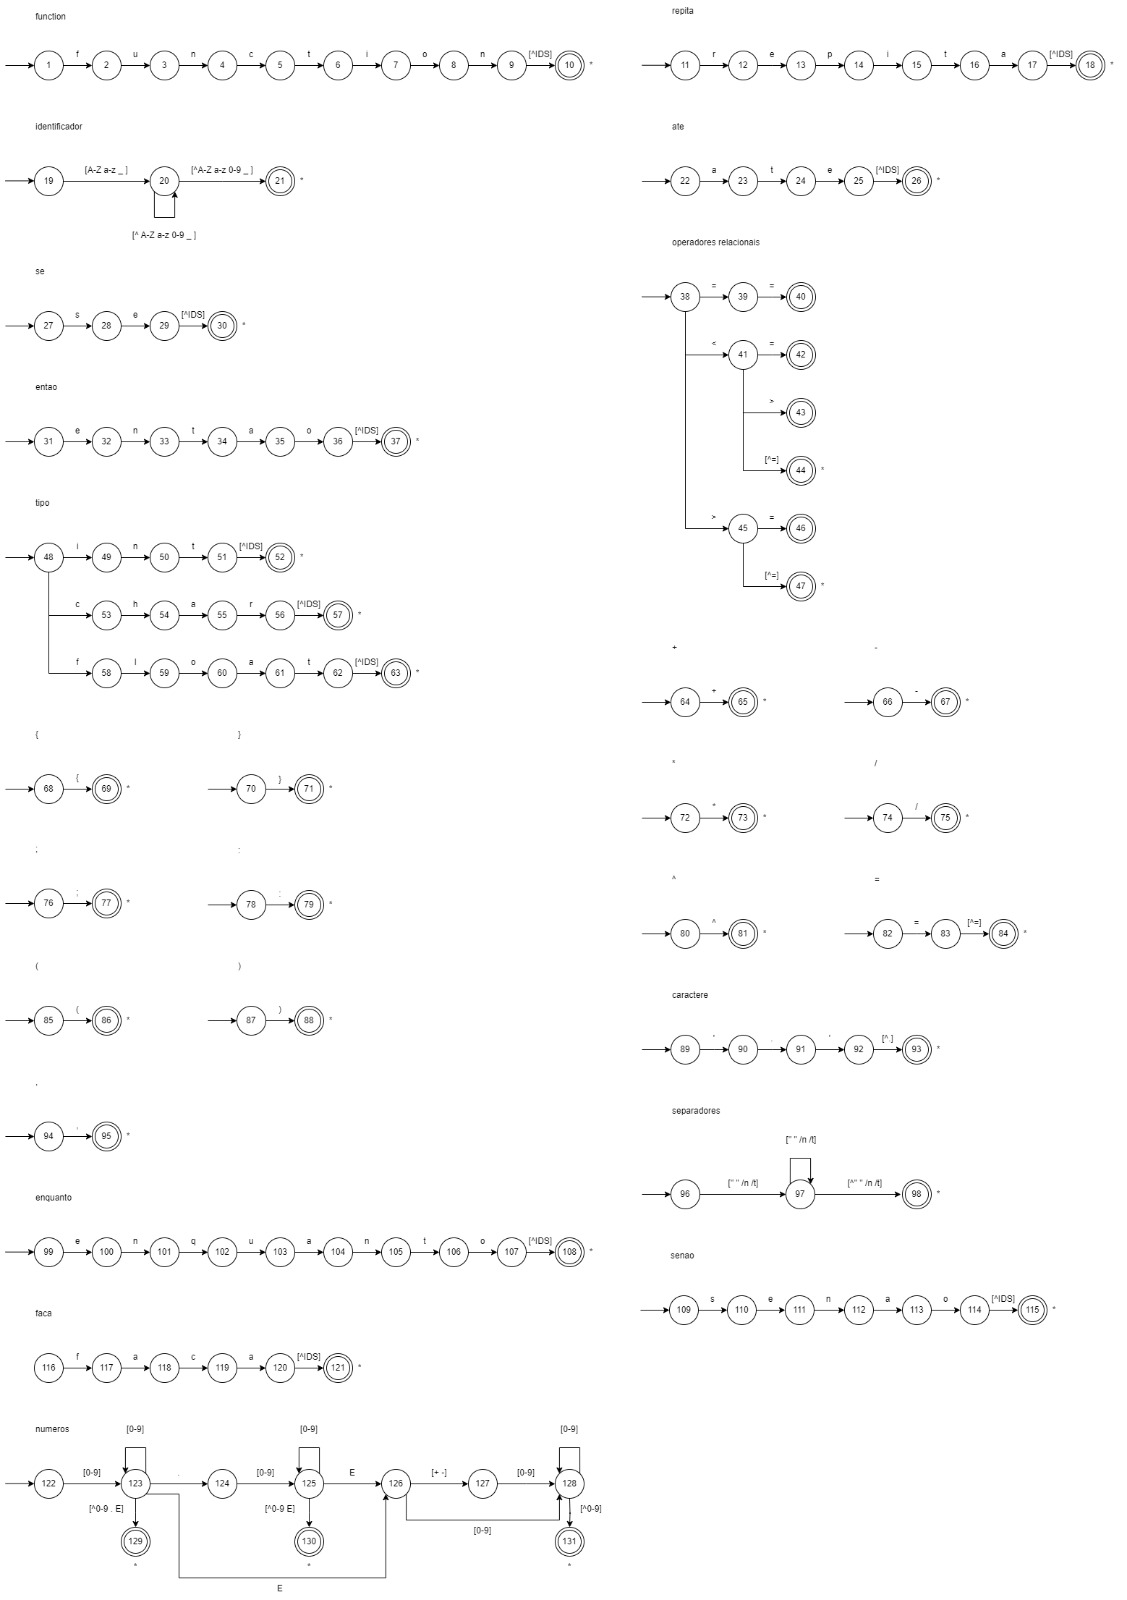 function
f u n c t i o n [^IDS]
1 2 3 4 5 6 7 8 9 10 *
repita
r e p i t a [^IDS]
11 12 13 14 15 16 17 18 *
identificador
[A-Z a-z _ ] [^A-Z a-z 0-9 _ ]
19 20 21 *
[^ A-Z a-z 0-9 _ ]
ate
a t e [^IDS]
22 23 24 25 26 *
se
s e [^IDS]
27 28 29 30 *
operadores relacionais
= =
38 39 40
< =
41 42
>
43
[^=]
44 *
> =
45 46
[^=]
47 *
entao
e n t a o [^IDS]
31 32 33 34 35 36 37 *
tipo
i n t [^IDS]
48 49 50 51 52 *
c h a r [^IDS]
53 54 55 56 57 *
f l o a t [^IDS]
58 59 60 61 62 63 *
+ -
+ -
64 65 * 66 67 *
{ }
{ }
68 69 * 70 71 *
* /
* /
72 73 * 74 75 *
; :
; :
76 77 * 78 79 *
^ =
^ = [^=]
80 81 * 82 83 84 *
( )
( )
85 86 * 87 88 *
caractere
' . ' [^.]
89 90 91 92 93 *
,
,
94 95 *
separadores
[" " /n /t]
[" " /n /t] [^" " /n /t]
96 97 98 *
enquanto
e n q u a n t o [^IDS]
99 100 101 102 103 104 105 106 107 108 *
senao
s e n a o [^IDS]
109 110 111 112 113 114 115 *
faca
f a c a [^IDS]
116 117 118 119 120 121 *
numeros
[0-9] [0-9] [0-9]
[0-9] . [0-9] E [+ -] [0-9]
122 123 124 125 126 127 128
[^0-9 . E] [^0-9 E] [^0-9]
[0-9]
129 130 131
* * *
E